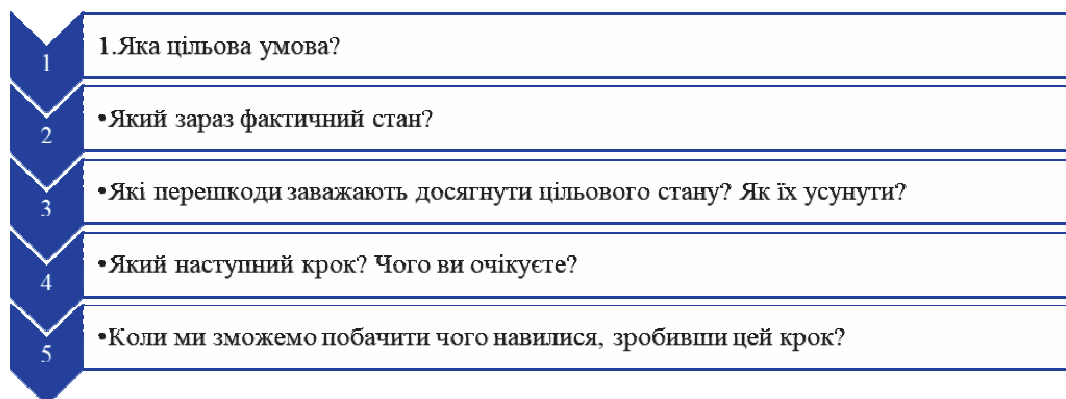 1
1.Яка цільова умова?
2
•Який зараз фактичний стан?
3
•Які перешкоди заважають досягнути цільового стану? Як їх усунути?
4
•Який наступний крок? Чого ви очікуєте?
5
•Коли ми зможемо побачити чого навилися, зробивши цей крок?